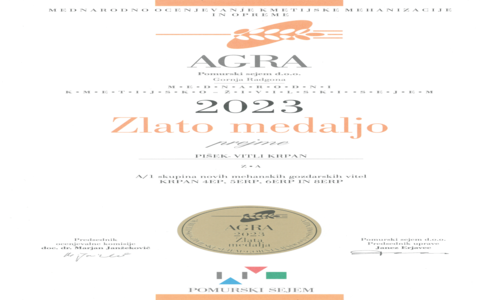 MEDNARODNO OCENJEVANJE KMETIJSKE MEHANIZACIJE
IN OPREME
AGRA
Pomurski sejem d.o.o.
Gornja Radgona
MEDNARODNI
KMETIJSKO-ŽIVILSKI SEJEM
2023
Zlato medaljo
prejme
PIŠEK- VITLI KRPAN
ZA
A/1 skupina novih mehanskih gozdarskih vitel
KRPAN 4EP, 5ERP, 6ERP IN 8ERP
AGRA
2023
Zlata
medalja
Predsednik
ocenjevalne komisije
doc. dr. Marjan Janžekovič
Pomurski sejem d.o.o.
Predsednik uprave
Janez Erjavec
POMURSKI SEJEM